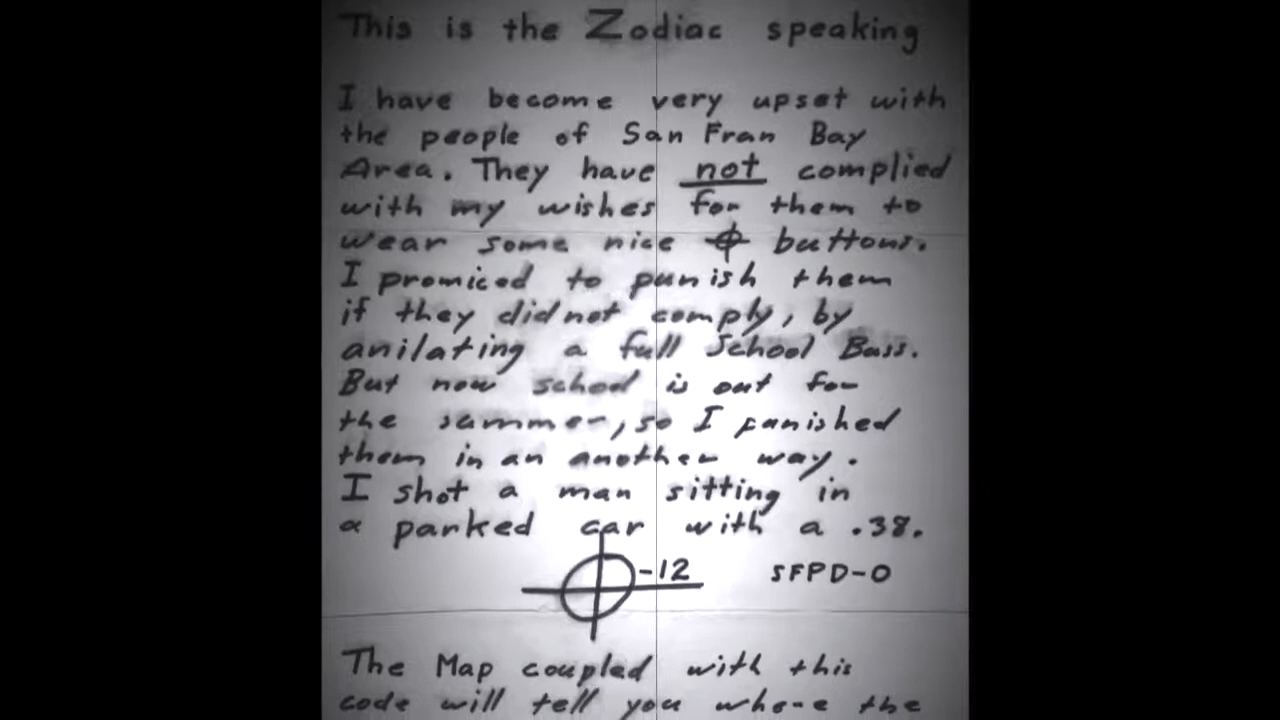 This is the Zodiac speaking
I have become very upset with
the people of San Fran Bay
Area. They have not complied
with my wishes for them to
wear some nice ⌖ buttons.
I promiced to punish them
if they did not comply, by
anilating a full School Buss.
But now school is out for
the summer, so I punished
them in an another way.
I shot a man sitting in
a parked car with a .38.
⌖-12 SFPD-0
The Map coupled with this
code will tell you whone the